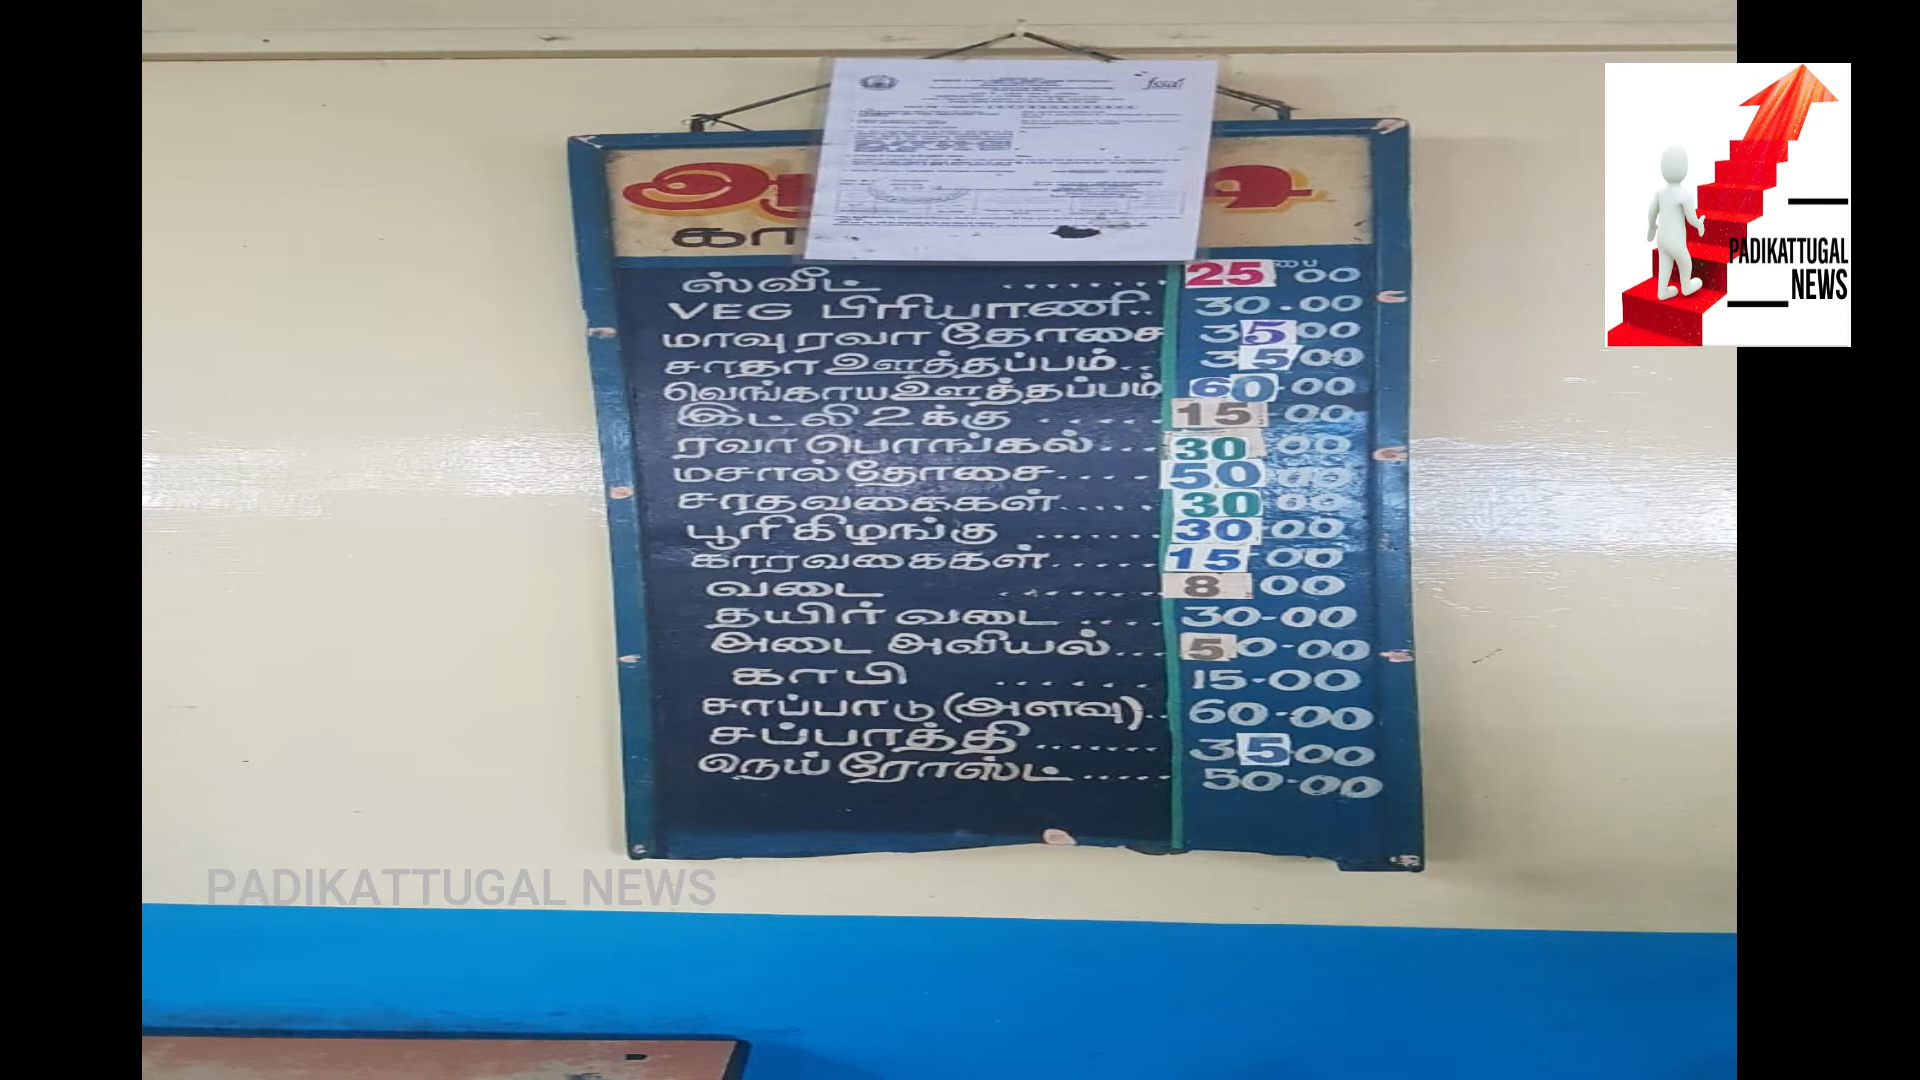 fssai
ஸ்வீட் ........ 25 00
VEG பிரியாணி.. 30.00
மாவு ரவா தோசை 35 00
சாதா ஊத்தப்பம்... 35 00
வெங்காய ஊத்தப்பம் 60-00
இட்லி 2க்கு ...... 15 00
ரவா பொங்கல்... 30 00
மசால் தோசை..... 50 00
சாதவகைகள்...... 30 00
பூரி கிழங்கு ....... 30-00
காரவகைகள்..... 15 00
வடை ........ 8 00
தயிர் வடை .... 30-00
அடை அவியல்... 50-00
காபி ....... 15-00
சாப்பாடு (அளவு).. 60-00
சப்பாத்தி ....... 35 00
நெய் ரோஸ்ட்..... 50-00
PADIKATTUGAL
NEWS
PADIKATTUGAL NEWS